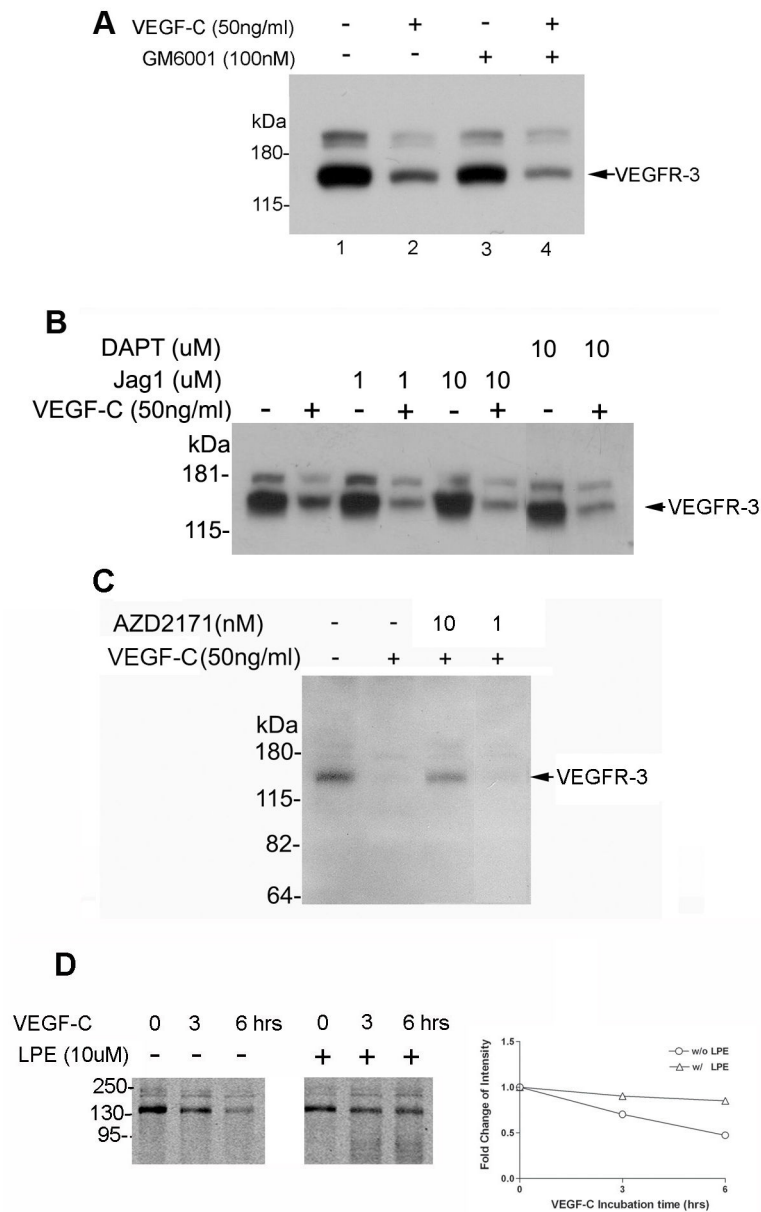 A
VEGF-C (50ng/ml) - + - +
GM6001 (100nM) - - + +
kDa
180-
VEGFR-3
115-
1 2 3 4
B
DAPT (uM) 10 10
Jag1 (uM) 1 1 10 10
VEGF-C (50ng/ml) - + - + - + - +
kDa
181-
VEGFR-3
115-
C
AZD2171(nM) - - 10 1
VEGF-C(50ng/ml) - + + +
kDa
180-
VEGFR-3
115-
82-
64-
D
VEGF-C 0 3 6 hrs 0 3 6 hrs
LPE (10uM) - - - + + +
250-
130-
95-
Fold Change of Intensity
1.5
1.0
0.5
0.0
w/o LPE
w/ LPE
0 3 6
VEGF-C Incubation time (hrs)